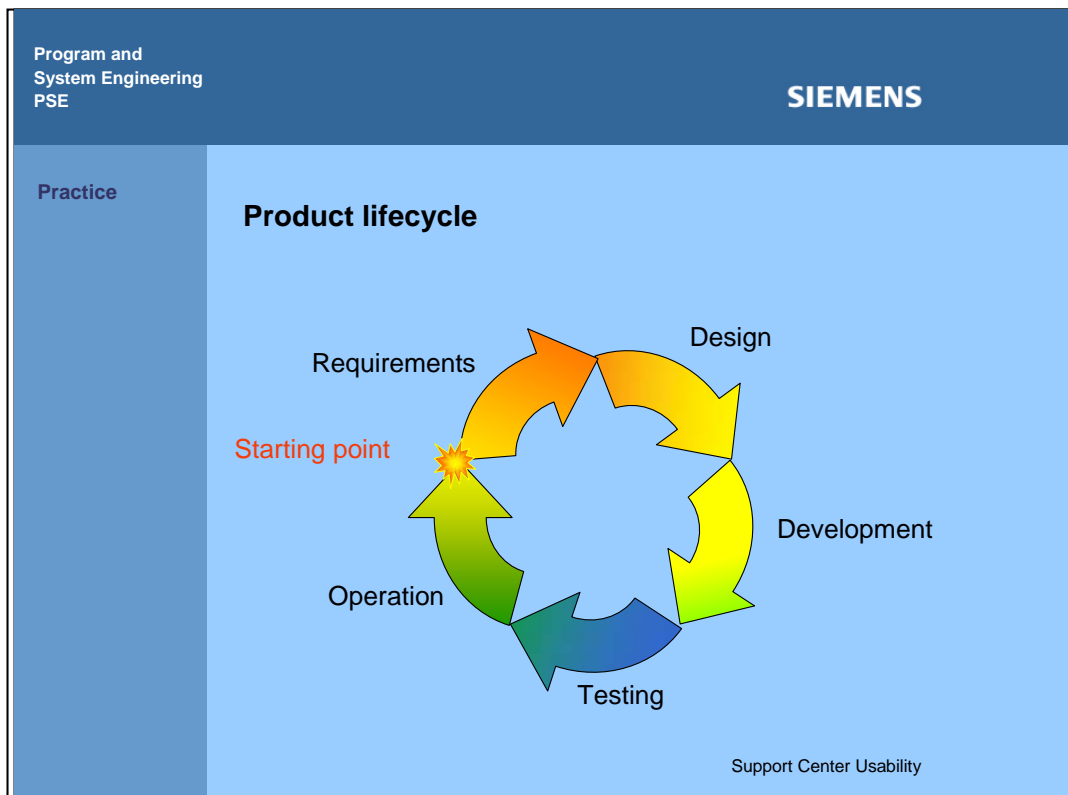 Program and
System Engineering
PSE
SIEMENS
Practice
Product lifecycle
Design
Requirements
Starting point
Development
Operation
Testing
Support Center Usability